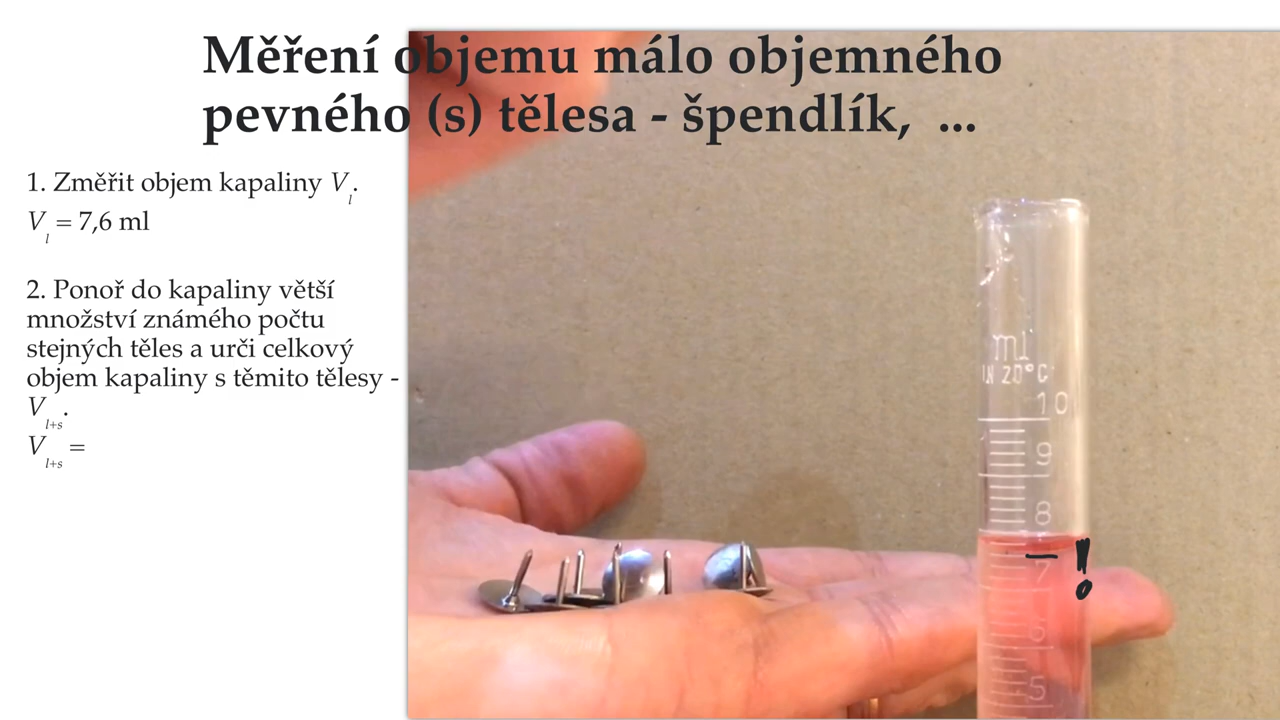 Měření objemu málo objemného
pevného (s) tělesa - špendlík, ...
1. Změřit objem kapaliny V_l.
V_l = 7,6 ml
2. Ponoř do kapaliny větší
množství známého počtu
stejných těles a urči celkový
objem kapaliny s těmito tělesy -
V_l+s.
V_l+s =
ml
IN 20°C
10
9
8
7
6
5
!